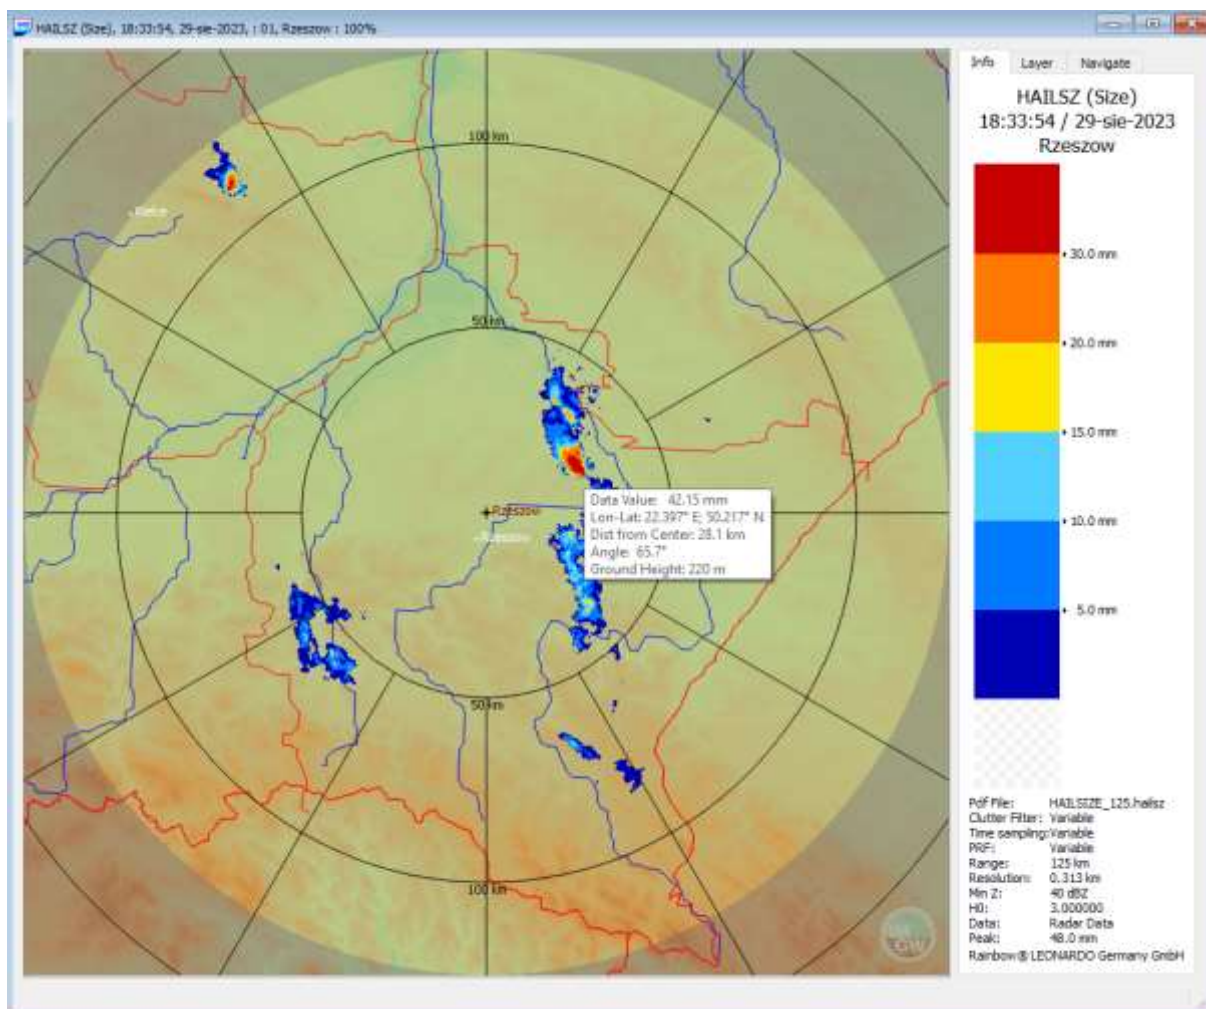 HAILSZ (Size), 18:33:54, 29-sie-2023, : 01, Rzeszow : 100%
Info Layer Navigate
HAILSZ (Size)
18:33:54 / 29-sie-2023
Rzeszow
30.0 mm
20.0 mm
15.0 mm
10.0 mm
5.0 mm
100 km
50 km
Rzeszow
Rzeszow
Data Value: 42.15 mm
Lon-Lat: 22.397° E; 50.217° N
Dist from Center: 28.1 km
Angle: 65.7°
Ground Height: 220 m
50 km
100 km
Pdf File: HAILSIZE_125.hailsz
Clutter Filter: Variable
Time sampling: Variable
PRF: Variable
Range: 125 km
Resolution: 0.313 km
Min Z: 40 dBZ
H0: 3.000000
Data: Radar Data
Peak: 48.0 mm
Rainbow® LEONARDO Germany GmbH